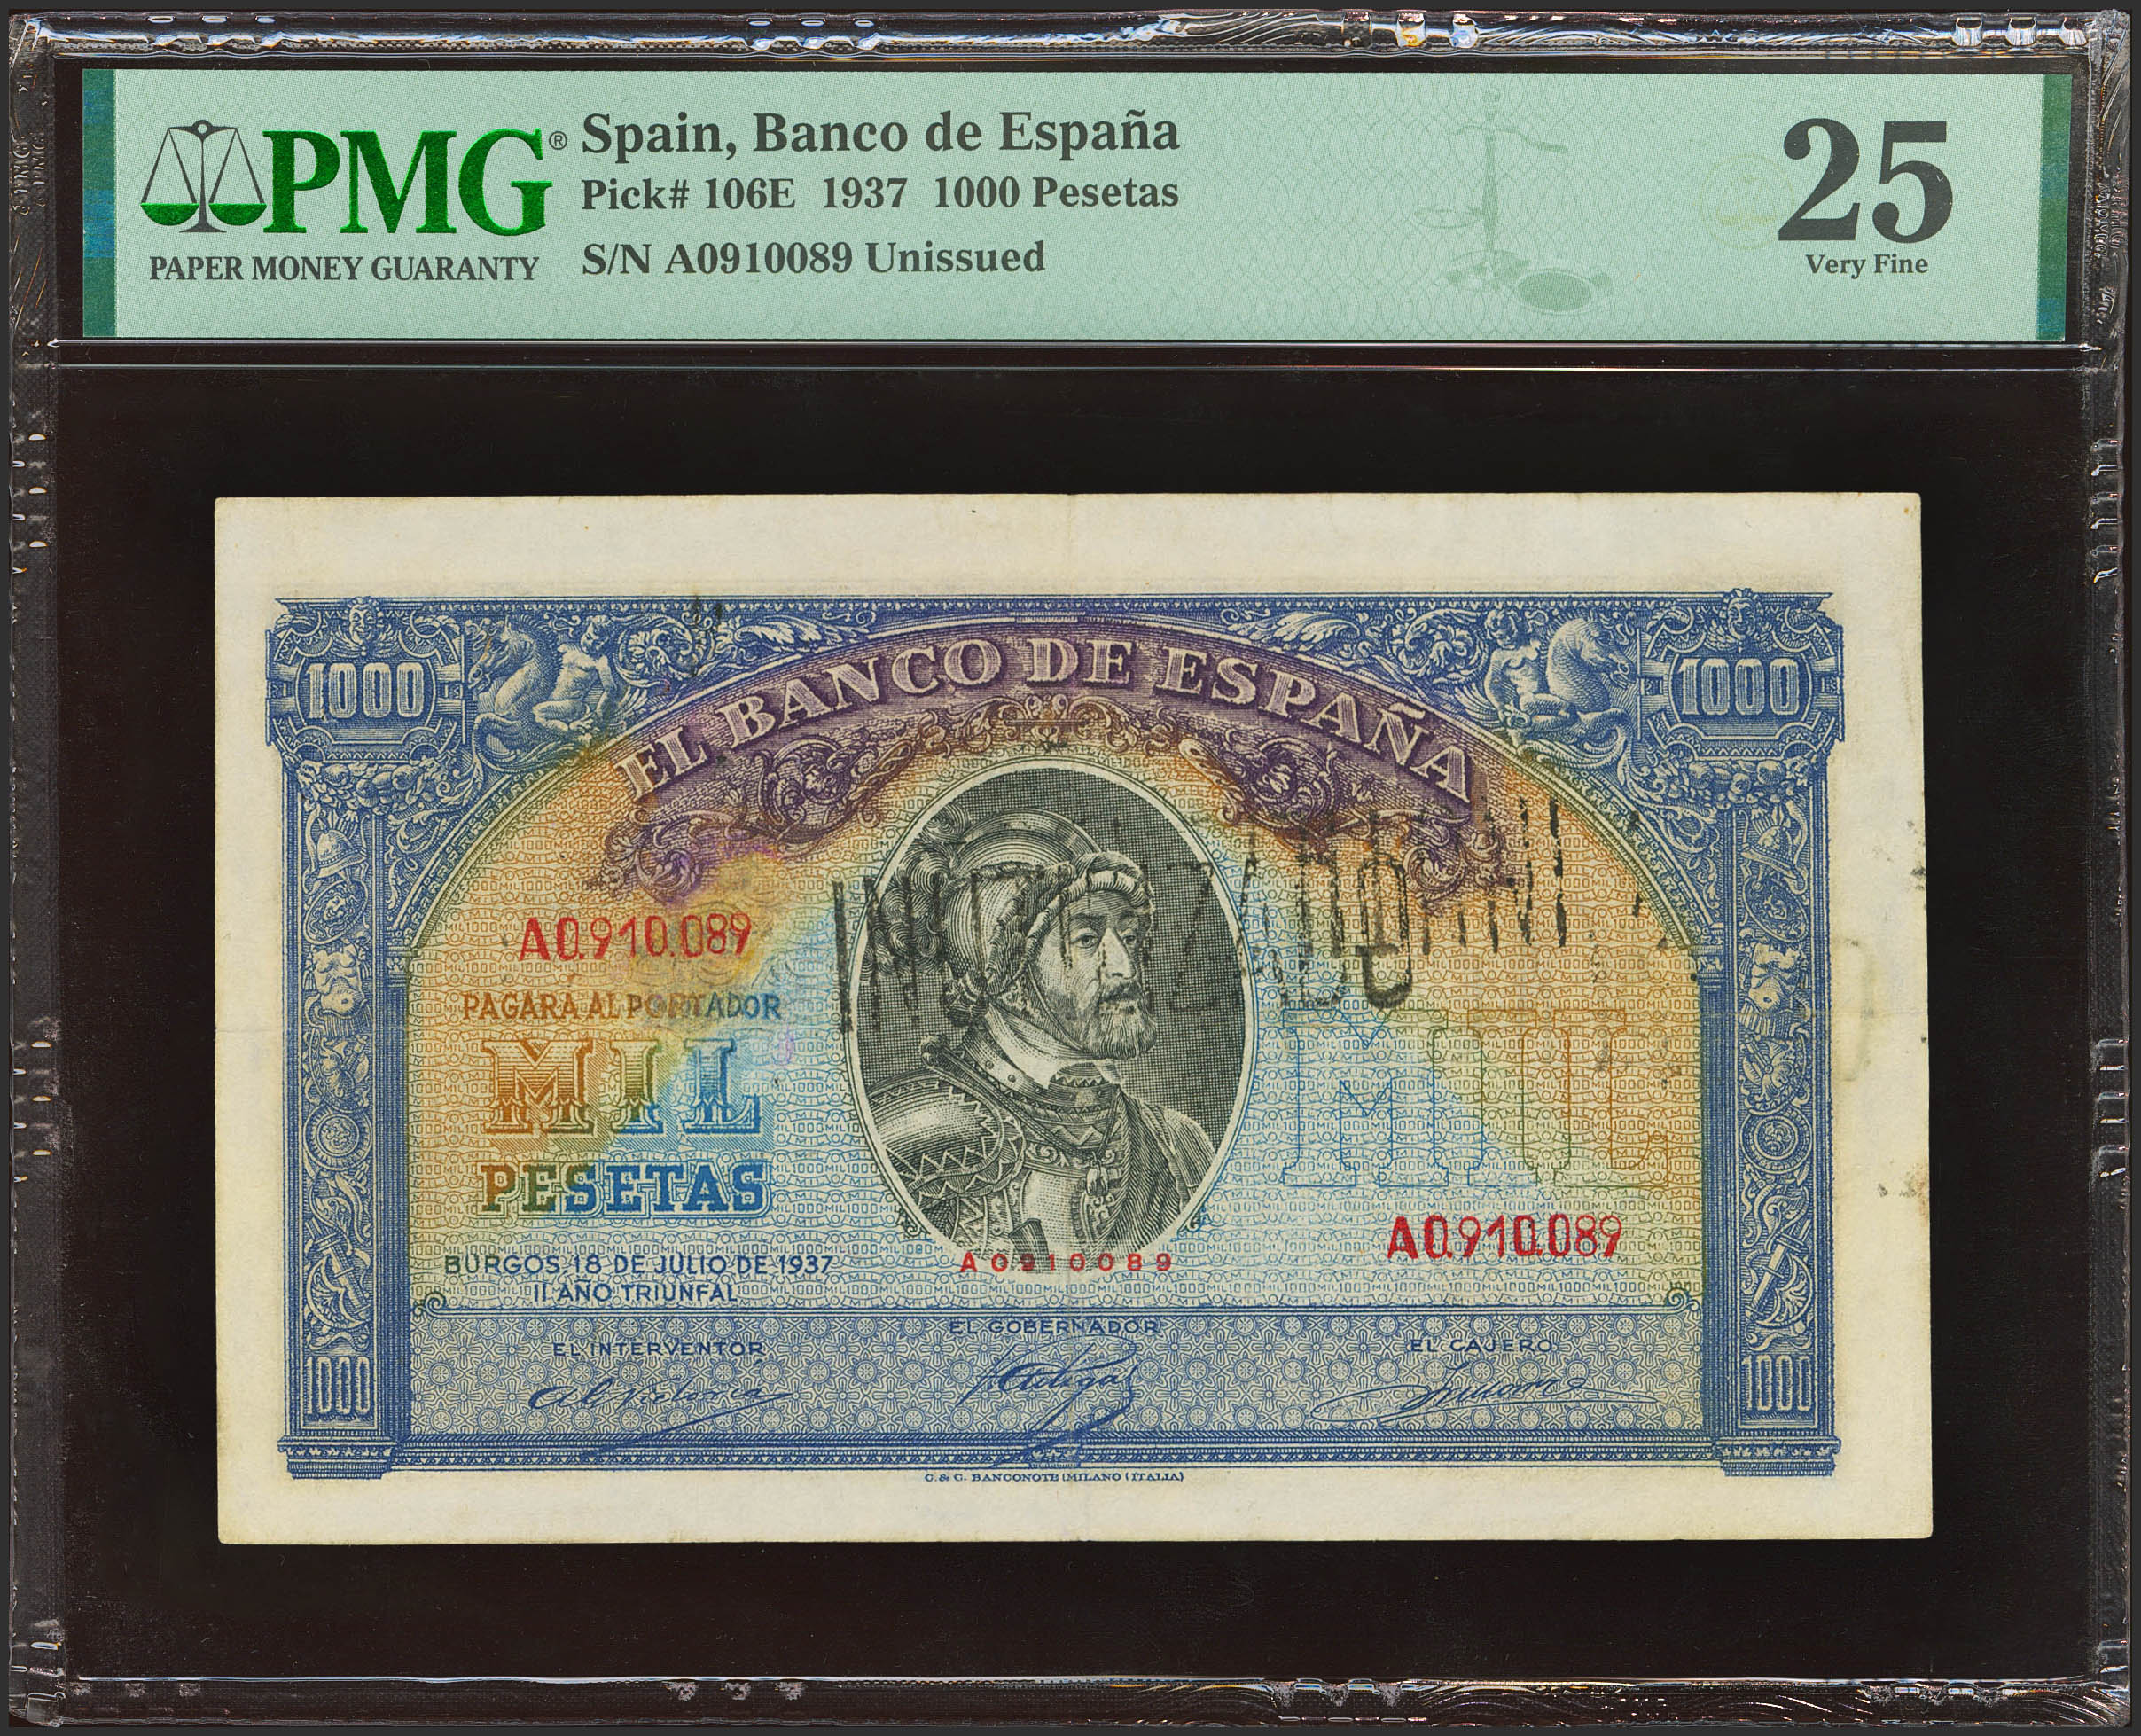 PMG®
PAPER MONEY GUARANTY
Spain, Banco de España
Pick# 106E 1937 1000 Pesetas
S/N A0910089 Unissued
25
Very Fine
1000
1000
EL BANCO DE ESPAÑA
INUTILIZADO
A0.910.089
PAGARÁ AL PORTADOR
MIL
MIL
PESETAS
A0.910.089
BURGOS, 18 DE JULIO DE 1937
A0910089
II AÑO TRIUNFAL
EL INTERVENTOR
EL GOBERNADOR
EL CAJERO
1000
1000
C. & C. BANCONOTE (MILANO (ITALIA)